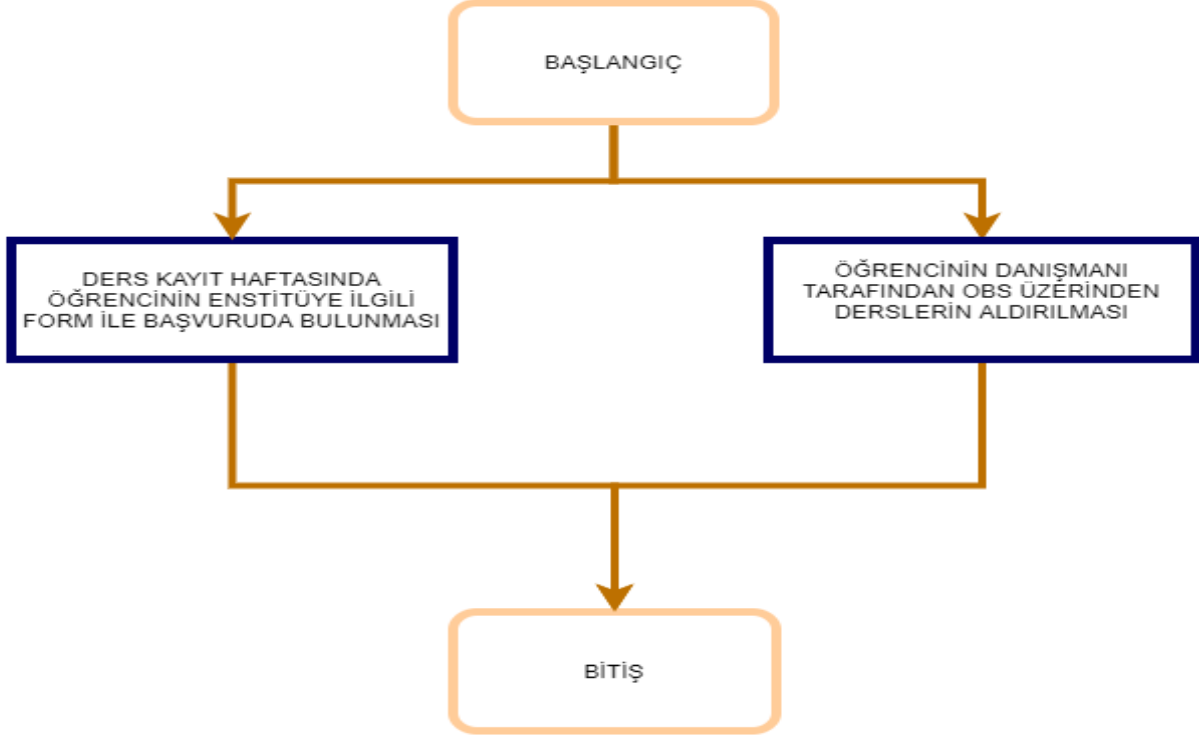 BAŞLANGIÇ
DERS KAYIT HAFTASINDA
ÖĞRENCİNİN ENSTİTÜYE İLGİLİ
FORM İLE BAŞVURUDA BULUNMASI
ÖĞRENCİNİN DANIŞMANI
TARAFINDAN OBS ÜZERİNDEN
DERSLERİN ALDIRILMASI
BİTİŞ